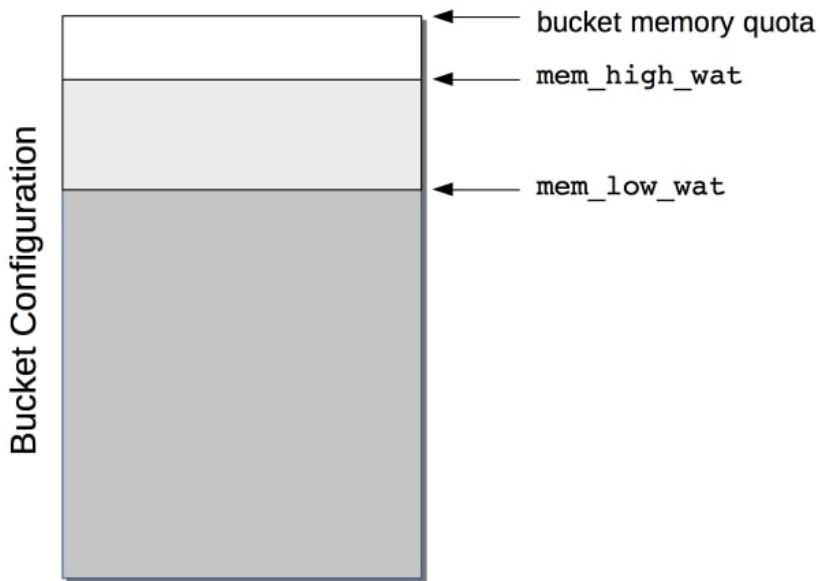 bucket memory quota
mem_high_wat
mem_low_wat
Bucket Configuration